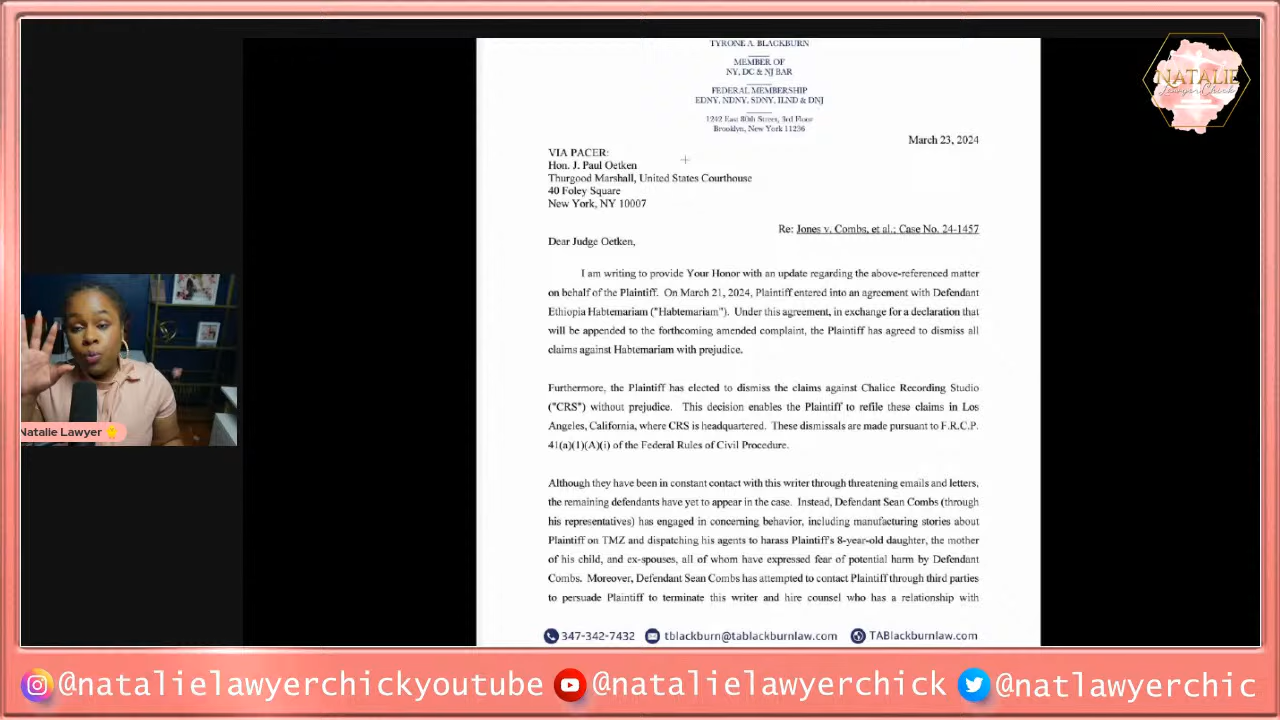 TYRONE A. BLACKBURN
MEMBER OF
NY, DC & NJ BAR
FEDERAL MEMBERSHIP
EDNY, NDNY, SDNY, ILND & DNJ
1242 East 80th Street, 3rd Floor
Brooklyn, New York 11236
March 23, 2024
VIA PACER:
Hon. J. Paul Oetken
Thurgood Marshall, United States Courthouse
40 Foley Square
New York, NY 10007
Re: Jones v. Combs, et al.; Case No. 24-1457
Dear Judge Oetken,
I am writing to provide Your Honor with an update regarding the above-referenced matter
on behalf of the Plaintiff. On March 21, 2024, Plaintiff entered into an agreement with Defendant
Ethiopia Habtemariam ("Habtemariam"). Under this agreement, in exchange for a declaration that
will be appended to the forthcoming amended complaint, the Plaintiff has agreed to dismiss all
claims against Habtemariam with prejudice.
Furthermore, the Plaintiff has elected to dismiss the claims against Chalice Recording Studio
("CRS") without prejudice. This decision enables the Plaintiff to refile these claims in Los
Angeles, California, where CRS is headquartered. These dismissals are made pursuant to F.R.C.P.
41(a)(1)(A)(i) of the Federal Rules of Civil Procedure.
Although they have been in constant contact with this writer through threatening emails and letters,
the remaining defendants have yet to appear in the case. Instead, Defendant Sean Combs (through
his representatives) has engaged in concerning behavior, including manufacturing stories about
Plaintiff on TMZ and dispatching his agents to harass Plaintiff's 8-year-old daughter, the mother
of his child, and ex-spouses, all of whom have expressed fear of potential harm by Defendant
Combs. Moreover, Defendant Sean Combs has attempted to contact Plaintiff through third parties
to persuade Plaintiff to terminate this writer and hire counsel who has a relationship with
347-342-7432 tblackburn@tablackburnlaw.com TABlackburnlaw.com
NATALIE
LawyerChick
Natalie Lawyer
@natalielawyerchickyoutube @natalielawyerchick @natlawyerchic